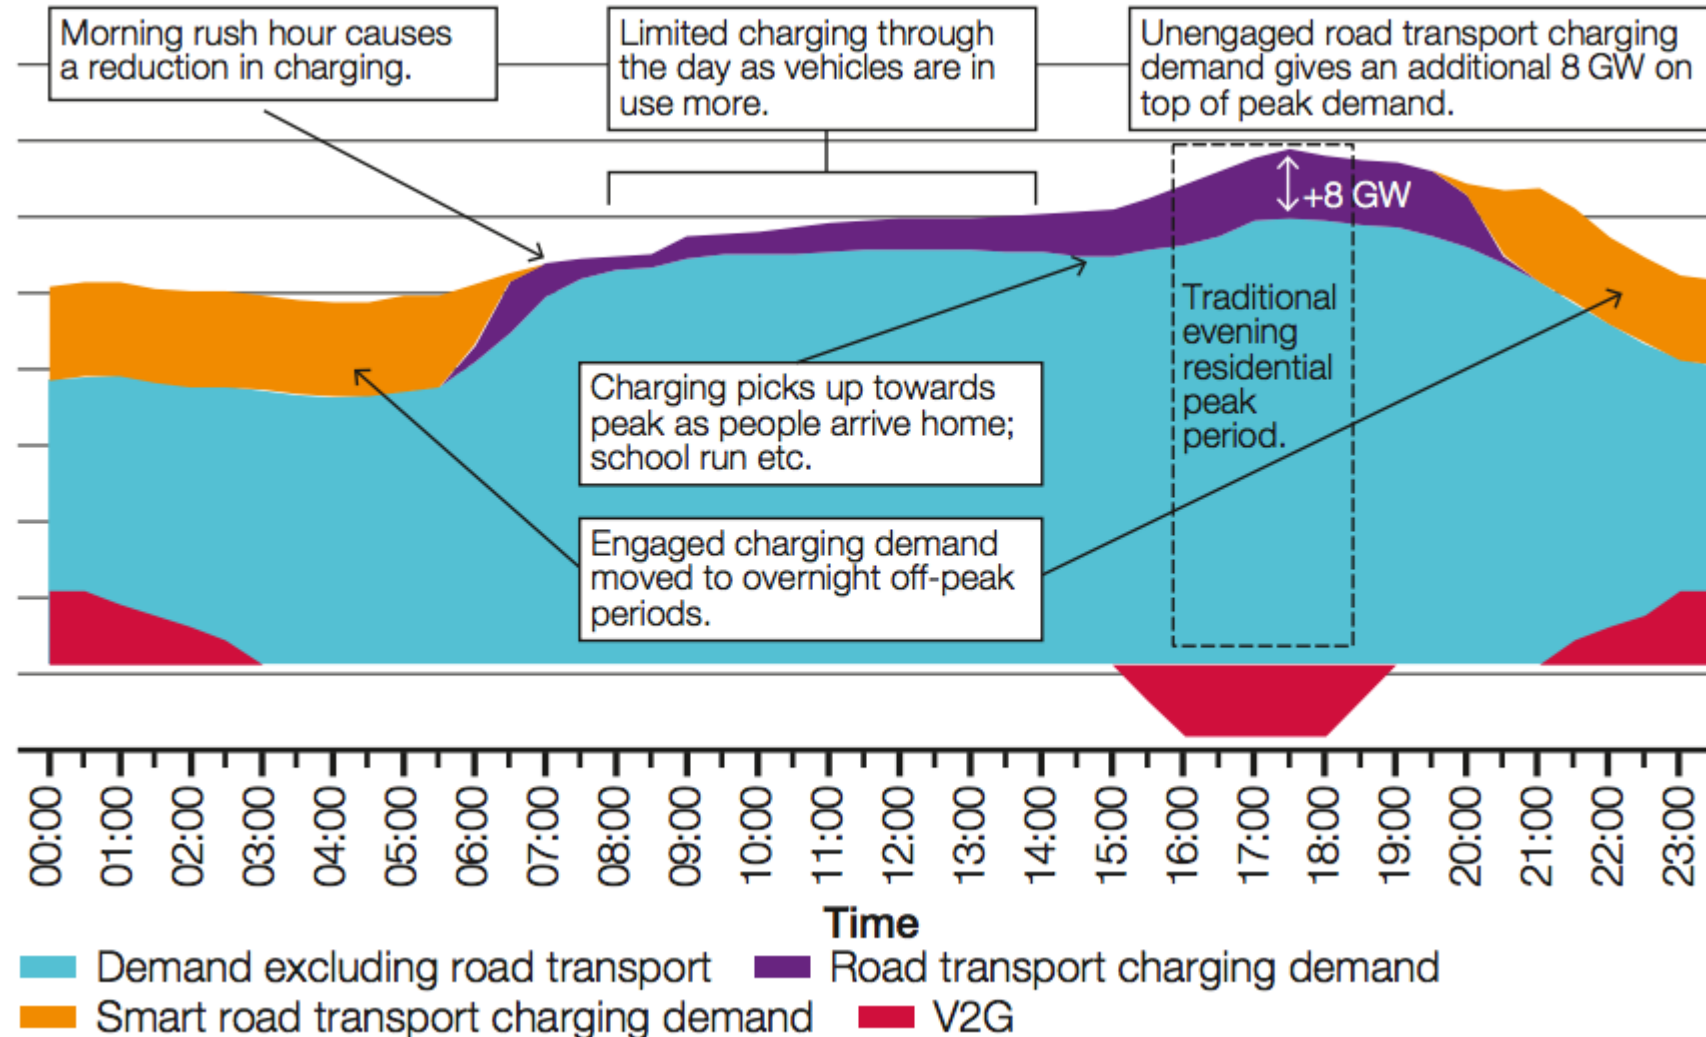 Morning rush hour causes
a reduction in charging.
Limited charging through
the day as vehicles are in
use more.
Unengaged road transport charging
demand gives an additional 8 GW on
top of peak demand.
+8 GW
Traditional
evening
residential
peak
period.
Charging picks up towards
peak as people arrive home;
school run etc.
Engaged charging demand
moved to overnight off-peak
periods.
00:00
01:00
02:00
03:00
04:00
05:00
06:00
07:00
08:00
09:00
10:00
11:00
12:00
13:00
14:00
15:00
16:00
17:00
18:00
19:00
20:00
21:00
22:00
23:00
Time
Demand excluding road transport
Road transport charging demand
Smart road transport charging demand
V2G